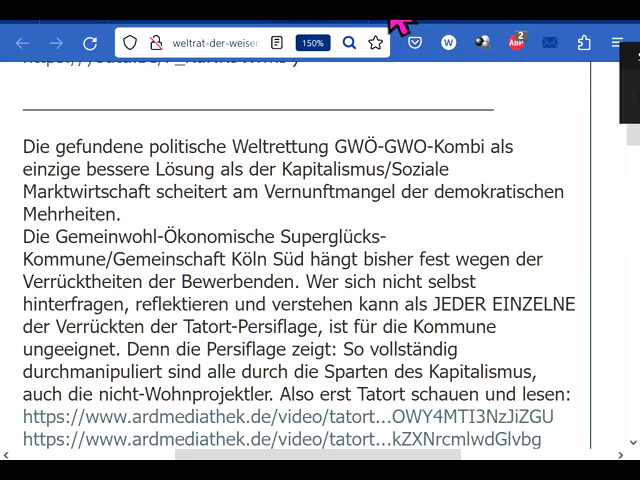 weltrat-der-weisen
150%
W
ABP
2
Die gefundene politische Weltrettung GWÖ-GWO-Kombi als
einzige bessere Lösung als der Kapitalismus/Soziale
Marktwirtschaft scheitert am Vernunftmangel der demokratischen
Mehrheiten.
Die Gemeinwohl-Ökonomische Superglücks-
Kommune/Gemeinschaft Köln Süd hängt bisher fest wegen der
Verrücktheiten der Bewerbenden. Wer sich nicht selbst
hinterfragen, reflektieren und verstehen kann als JEDER EINZELNE
der Verrückten der Tatort-Persiflage, ist für die Kommune
ungeeignet. Denn die Persiflage zeigt: So vollständig
durchmanipuliert sind alle durch die Sparten des Kapitalismus,
auch die nicht-Wohnprojektler. Also erst Tatort schauen und lesen:
https://www.ardmediathek.de/video/tatort...OWY4MTI3NzJiZGU
https://www.ardmediathek.de/video/tatort...kZXNrcmlwdGlvbg